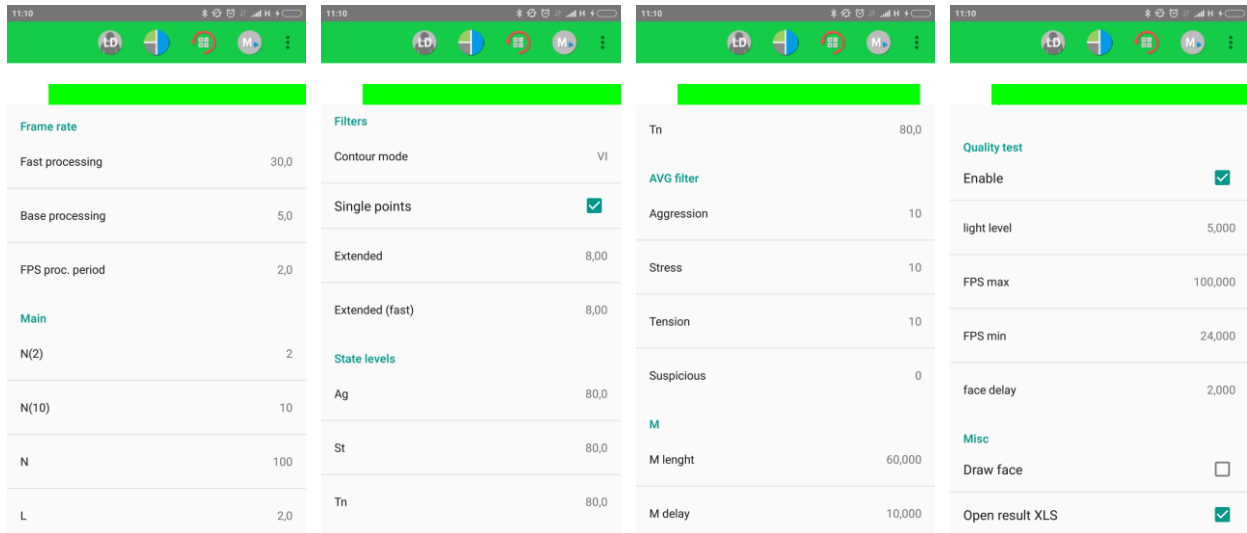 11:10
H
LD
M
Frame rate
Fast processing 30,0
Base processing 5,0
FPS proc. period 2,0
Main
N(2) 2
N(10) 10
N 100
L 2,0
11:10
H
LD
M
Filters
Contour mode VI
Single points
Extended 8,00
Extended (fast) 8,00
State levels
Ag 80,0
St 80,0
Tn 80,0
11:10
H
LD
M
Tn 80,0
AVG filter
Aggression 10
Stress 10
Tension 10
Suspicious 0
M
M lenght 60,000
M delay 10,000
11:10
H
LD
M
Quality test
Enable
light level 5,000
FPS max 100,000
FPS min 24,000
face delay 2,000
Misc
Draw face
Open result XLS